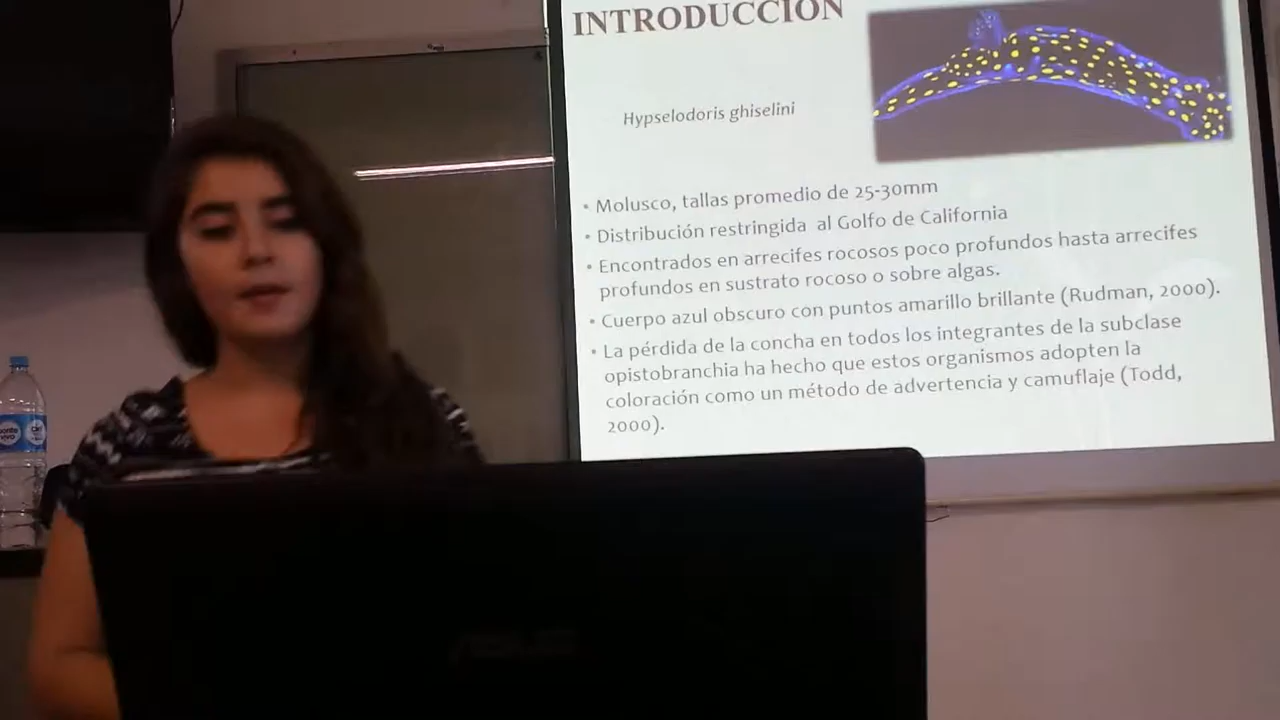 INTRODUCCIÓN
Hypselodoris ghiselini
• Molusco, tallas promedio de 25-30mm
• Distribución restringida al Golfo de California
• Encontrados en arrecifes rocosos poco profundos hasta arrecifes
profundos en sustrato rocoso o sobre algas.
• Cuerpo azul obscuro con puntos amarillo brillante (Rudman, 2000).
• La pérdida de la concha en todos los integrantes de la subclase
opistobranchia ha hecho que estos organismos adopten la
coloración como un método de advertencia y camuflaje (Todd,
2000).
ASUS